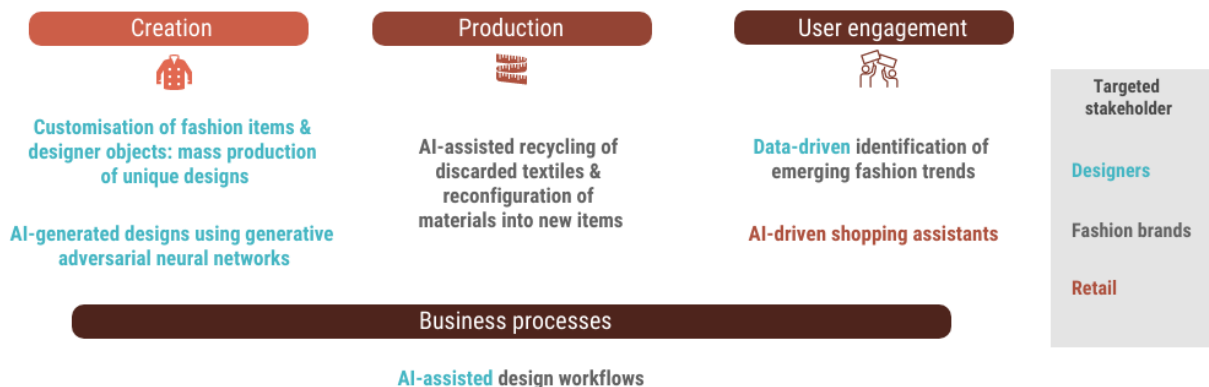 Creation
Customisation of fashion items &
designer objects: mass production
of unique designs
AI-generated designs using generative
adversarial neural networks
Production
AI-assisted recycling of
discarded textiles &
reconfiguration of
materials into new items
User engagement
Data-driven identification of
emerging fashion trends
AI-driven shopping assistants
Targeted
stakeholder
Designers
Fashion brands
Retail
Business processes
AI-assisted design workflows